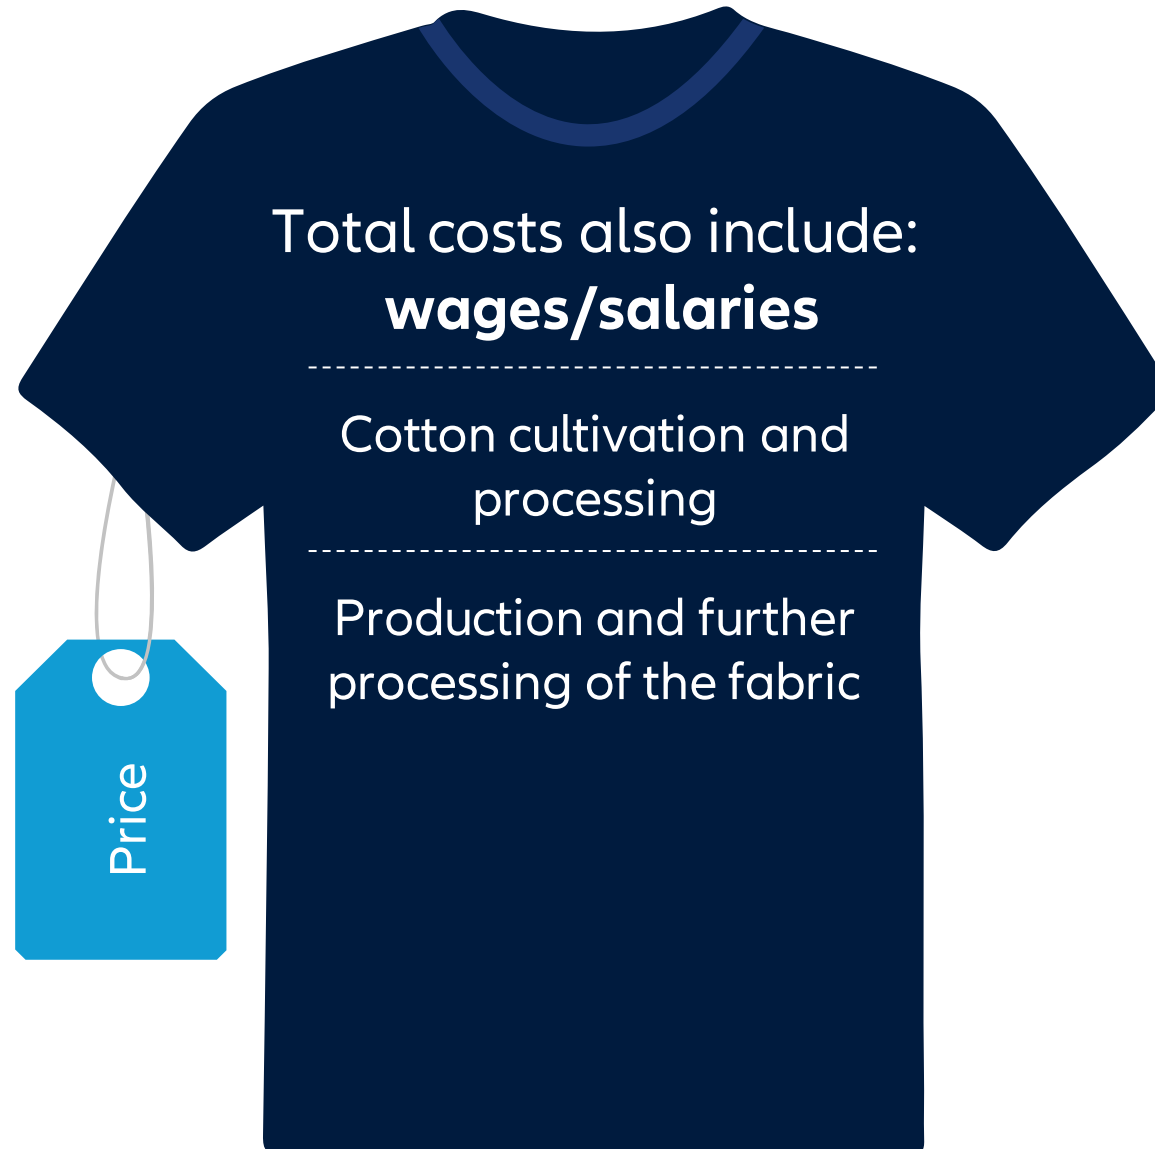 Total costs also include:
wages/salaries
Cotton cultivation and
processing
Production and further
processing of the fabric
Price